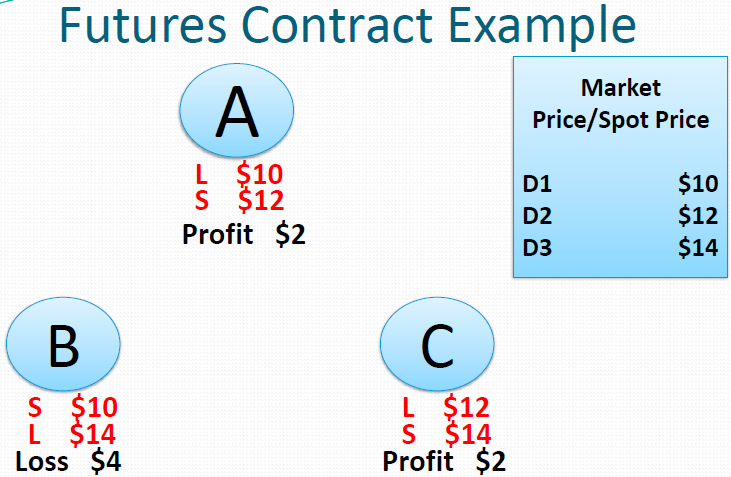 Futures Contract Example
A
L $10
S $12
Profit $2
Market
Price/Spot Price
D1 $10
D2 $12
D3 $14
B
S $10
L $14
Loss $4
C
L $12
S $14
Profit $2